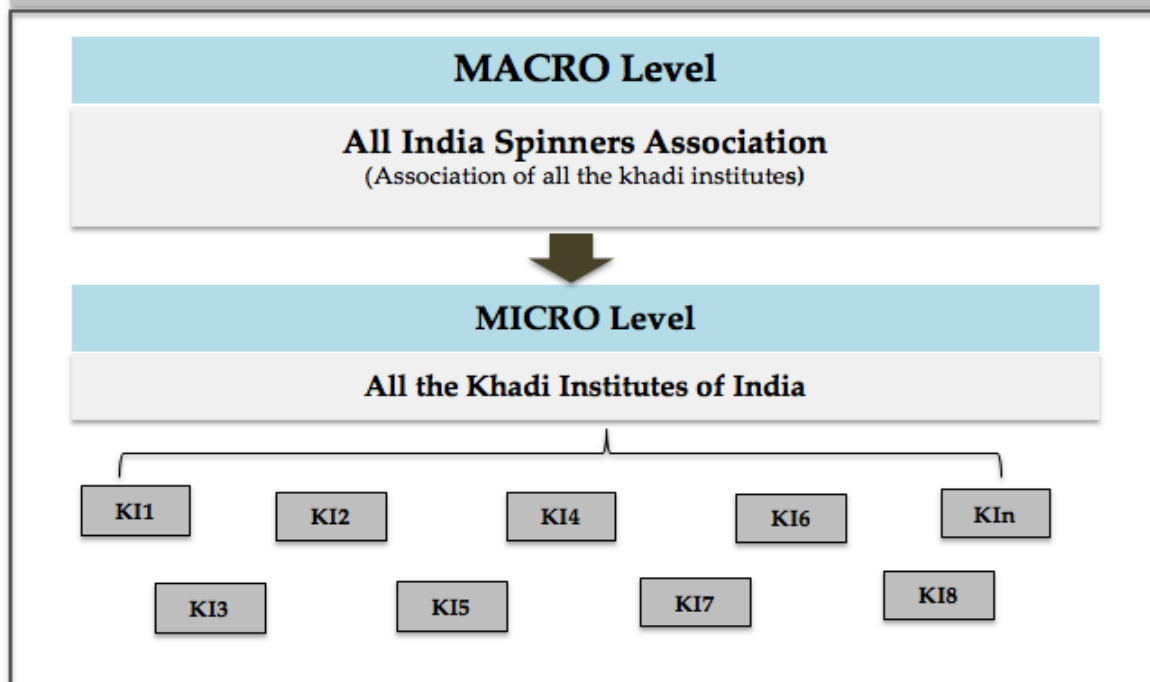 MACRO Level
All India Spinners Association
(Association of all the khadi institutes)
MICRO Level
All the Khadi Institutes of India
KI1
KI2
KI4
KI6
KIn
KI3
KI5
KI7
KI8